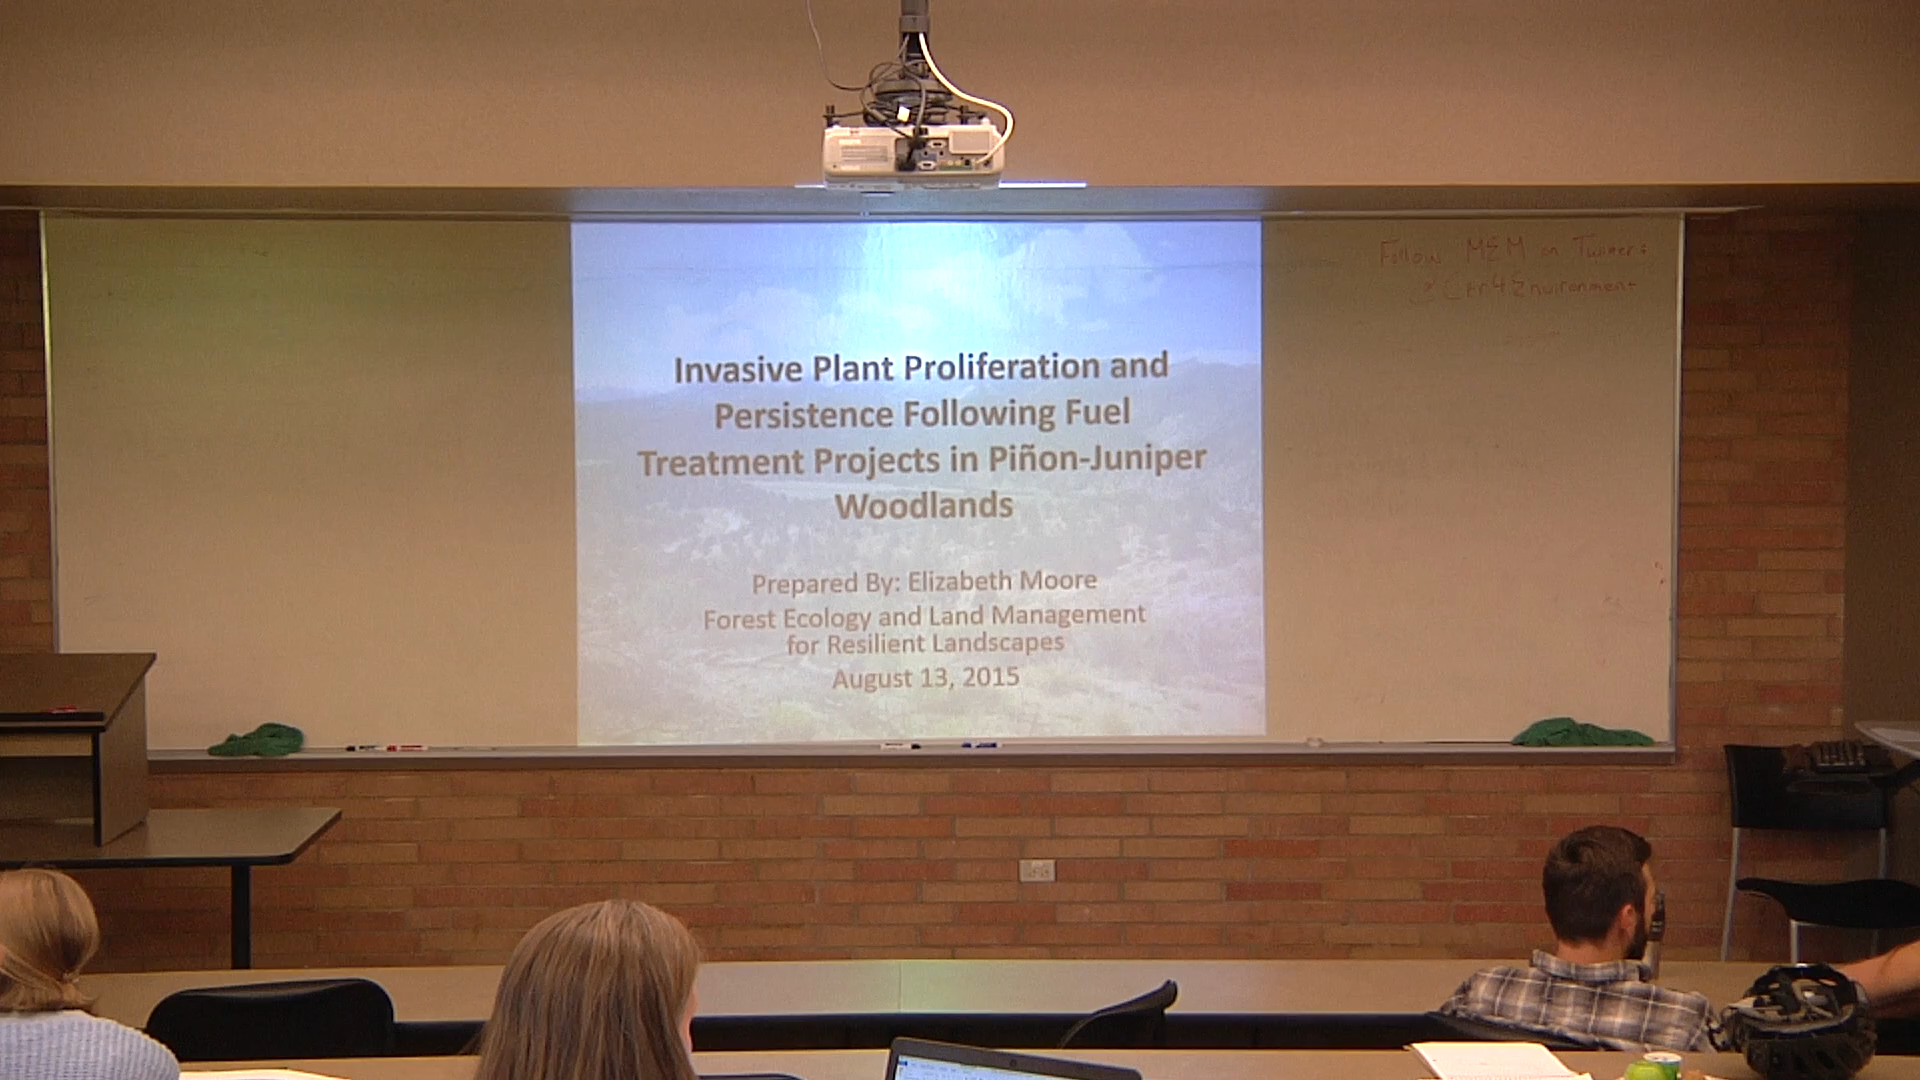 Follow MEM on Twitter:
Ctr4Environment
Invasive Plant Proliferation and
Persistence Following Fuel
Treatment Projects in Piñon-Juniper
Woodlands
Prepared By: Elizabeth Moore
Forest Ecology and Land Management
for Resilient Landscapes
August 13, 2015